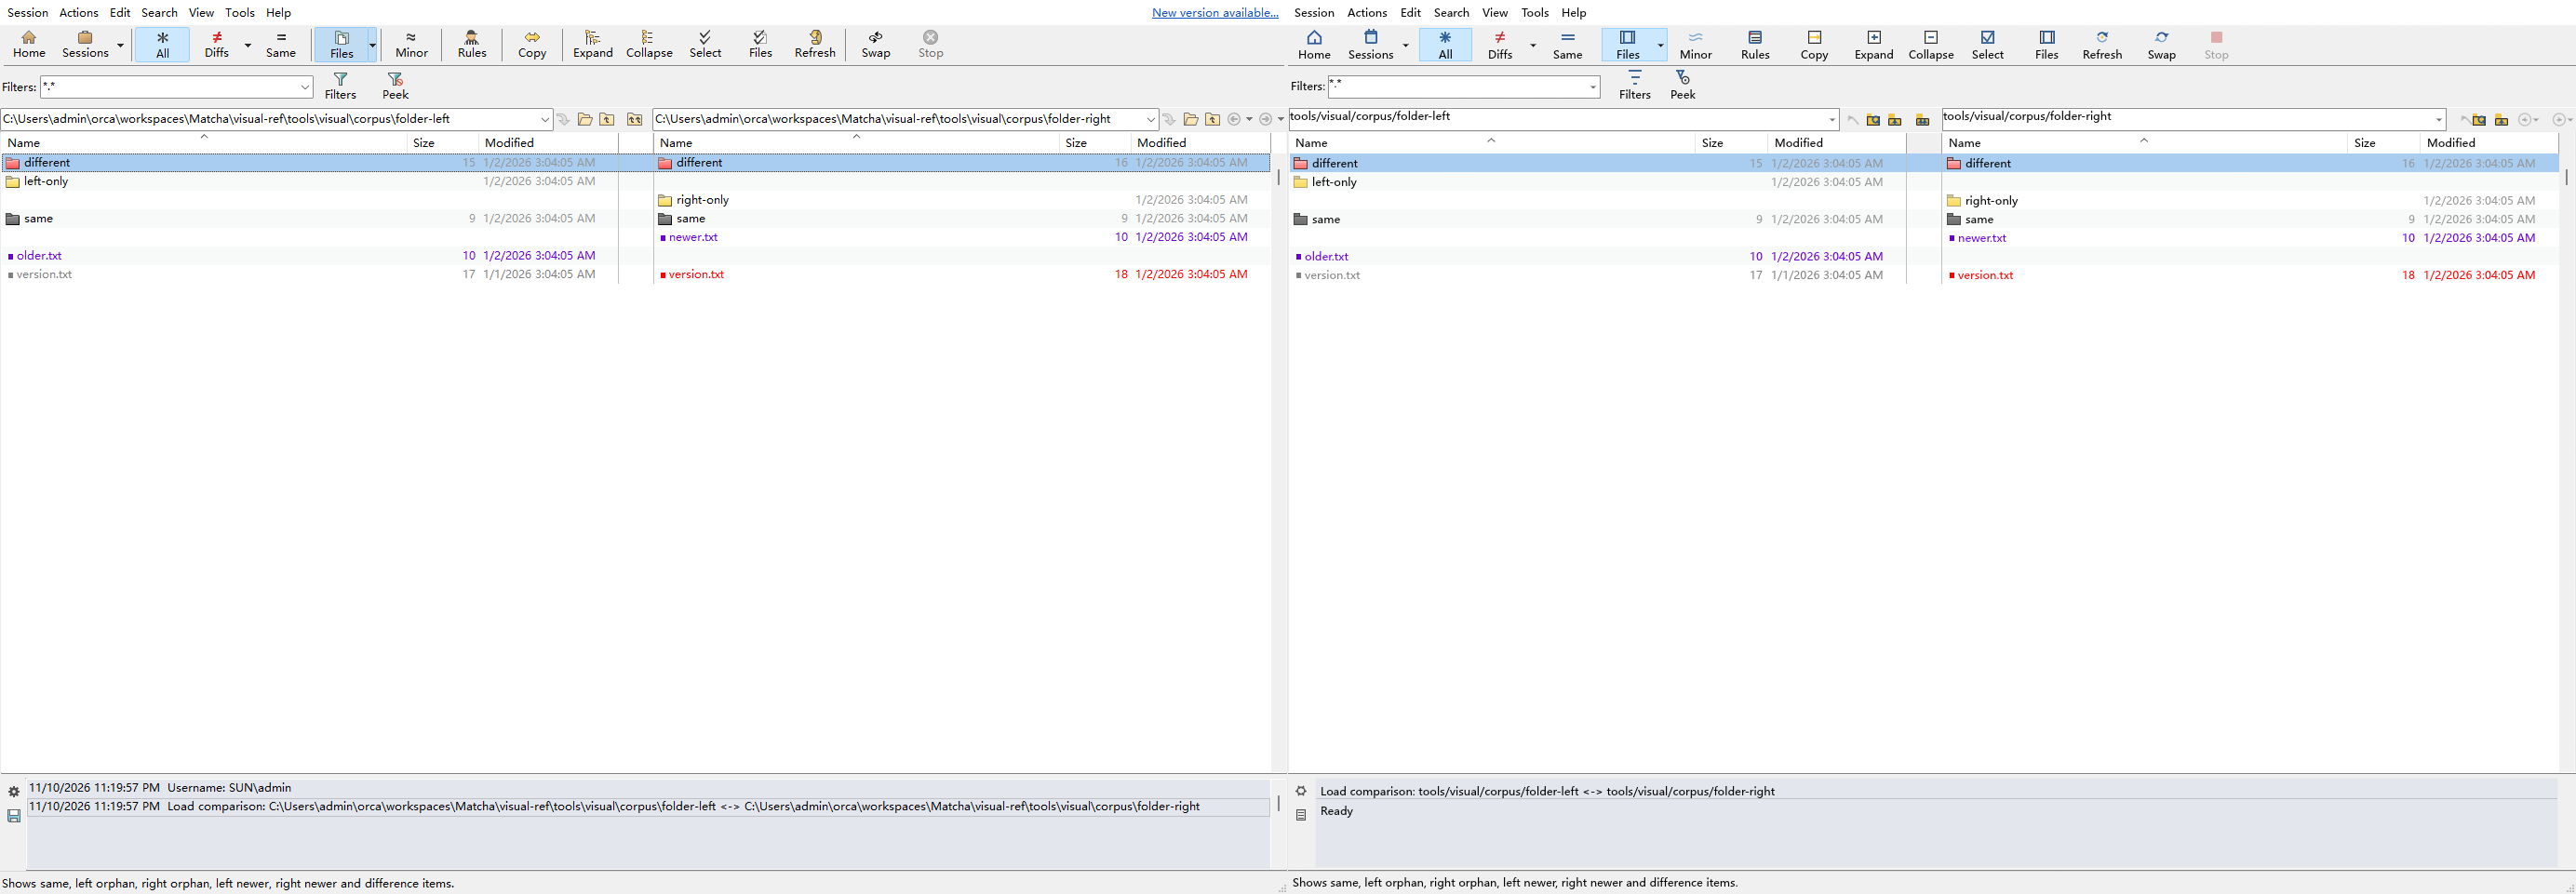 Session Actions Edit Search View Tools Help New version available...
Home Sessions All Diffs Same Files Minor Rules Copy Expand Collapse Select Files Refresh Swap Stop
Filters: *.* Filters Peek
C:\Users\admin\orca\workspaces\Matcha\visual-ref\tools\visual\corpus\folder-left C:\Users\admin\orca\workspaces\Matcha\visual-ref\tools\visual\corpus\folder-right
Name Size Modified Name Size Modified
different 15 1/2/2026 3:04:05 AM different 16 1/2/2026 3:04:05 AM
left-only 1/2/2026 3:04:05 AM
right-only 1/2/2026 3:04:05 AM
same 9 1/2/2026 3:04:05 AM same 9 1/2/2026 3:04:05 AM
newer.txt 10 1/2/2026 3:04:05 AM
older.txt 10 1/2/2026 3:04:05 AM
version.txt 17 1/1/2026 3:04:05 AM version.txt 18 1/2/2026 3:04:05 AM
11/10/2026 11:19:57 PM Username: SUN\admin
11/10/2026 11:19:57 PM Load comparison: C:\Users\admin\orca\workspaces\Matcha\visual-ref\tools\visual\corpus\folder-left <-> C:\Users\admin\orca\workspaces\Matcha\visual-ref\tools\visual\corpus\folder-right
Shows same, left orphan, right orphan, left newer, right newer and difference items.
Session Actions Edit Search View Tools Help
Home Sessions All Diffs Same Files Minor Rules Copy Expand Collapse Select Files Refresh Swap Stop
Filters: *.* Filters Peek
tools/visual/corpus/folder-left tools/visual/corpus/folder-right
Name Size Modified Name Size Modified
different 15 1/2/2026 3:04:05 AM different 16 1/2/2026 3:04:05 AM
left-only 1/2/2026 3:04:05 AM
right-only 1/2/2026 3:04:05 AM
same 9 1/2/2026 3:04:05 AM same 9 1/2/2026 3:04:05 AM
newer.txt 10 1/2/2026 3:04:05 AM
older.txt 10 1/2/2026 3:04:05 AM
version.txt 17 1/1/2026 3:04:05 AM version.txt 18 1/2/2026 3:04:05 AM
Load comparison: tools/visual/corpus/folder-left <-> tools/visual/corpus/folder-right
Ready
Shows same, left orphan, right orphan, left newer, right newer and difference items.